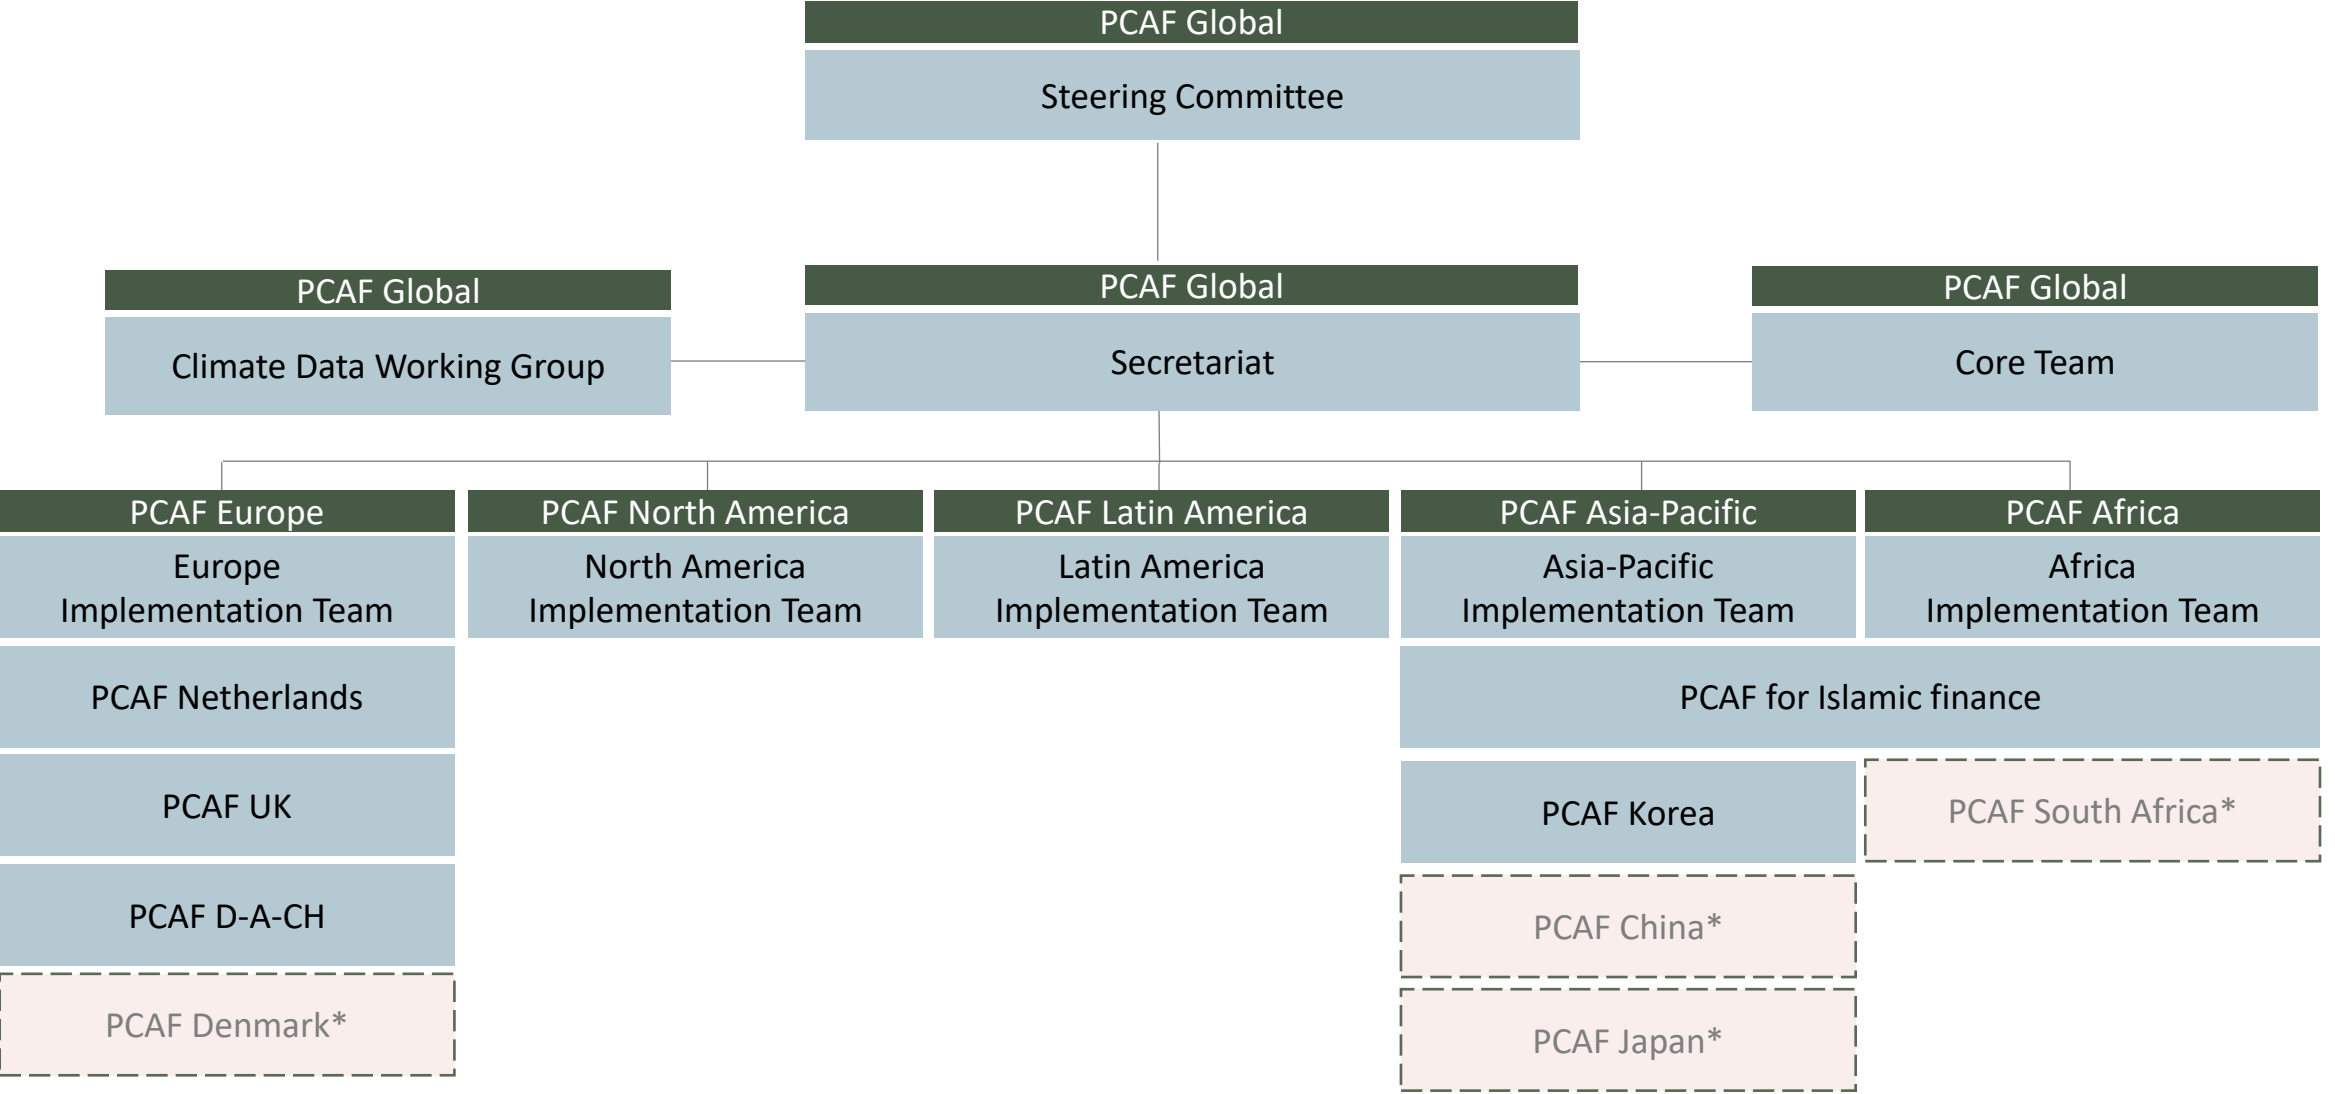 PCAF Global
Steering Committee
PCAF Global
Climate Data Working Group
PCAF Global
Secretariat
PCAF Global
Core Team
PCAF Europe
Europe
Implementation Team
PCAF Netherlands
PCAF UK
PCAF D-A-CH
PCAF Denmark*
PCAF North America
North America
Implementation Team
PCAF Latin America
Latin America
Implementation Team
PCAF Asia-Pacific
Asia-Pacific
Implementation Team
PCAF Africa
Africa
Implementation Team
PCAF for Islamic finance
PCAF Korea
PCAF China*
PCAF Japan*
PCAF South Africa*